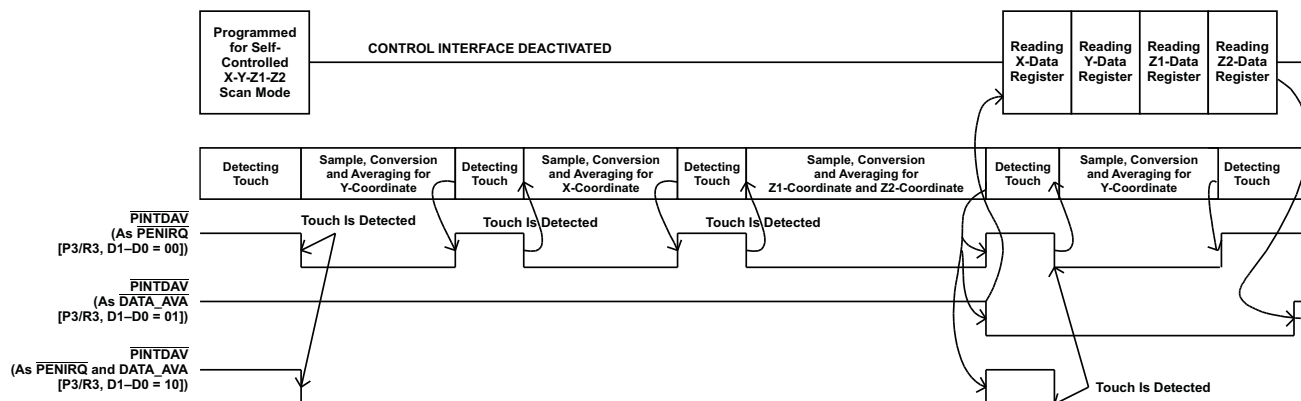 Programmed
for Self-
Controlled
X-Y-Z1-Z2
Scan Mode
CONTROL INTERFACE DEACTIVATED
Reading
X-Data
Register
Reading
Y-Data
Register
Reading
Z1-Data
Register
Reading
Z2-Data
Register
Detecting
Touch
Sample, Conversion
and Averaging for
Y-Coordinate
Detecting
Touch
Sample, Conversion
and Averaging for
X-Coordinate
Detecting
Touch
Sample, Conversion
and Averaging for
Z1-Coordinate and Z2-Coordinate
Detecting
Touch
Sample, Conversion
and Averaging for
Y-Coordinate
Detecting
Touch
PINTDAV
(As PENIRQ
[P3/R3, D1–D0 = 00])
Touch Is Detected
Touch Is Detected
Touch Is Detected
PINTDAV
(As DATA_AVA
[P3/R3, D1–D0 = 01])
PINTDAV
(As PENIRQ and DATA_AVA
[P3/R3, D1–D0 = 10])
Touch Is Detected